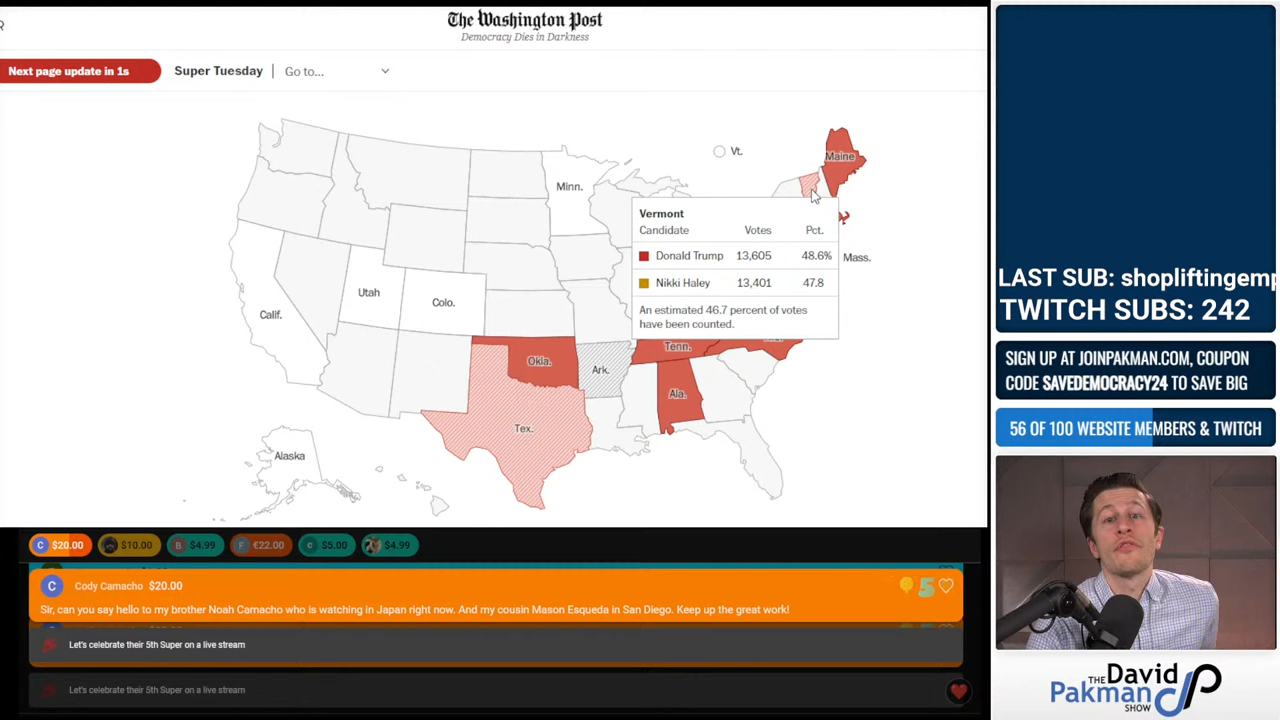 The Washington Post
Democracy Dies in Darkness
Next page update in 1s
Super Tuesday
Go to...
Vt.
Maine
Minn.
Vermont
Candidate Votes Pct.
Donald Trump 13,605 48.6%
Nikki Haley 13,401 47.8
An estimated 46.7 percent of votes
have been counted.
Mass.
Utah
Colo.
Calif.
Tenn.
Okla.
Ark.
Ala.
Tex.
Alaska
LAST SUB: shopliftingemp
TWITCH SUBS: 242
SIGN UP AT JOINPAKMAN.COM, COUPON
CODE SAVEDEMOCRACY24 TO SAVE BIG
56 OF 100 WEBSITE MEMBERS & TWITCH
C $20.00
$10.00
B $4.99
F €22.00
c $5.00
$4.99
C Cody Camacho $20.00
5
Sir, can you say hello to my brother Noah Camacho who is watching in Japan right now. And my cousin Mason Esqueda in San Diego. Keep up the great work!
Let's celebrate their 5th Super on a live stream
Let's celebrate their 5th Super on a live stream
THE David
Pakman
SHOW